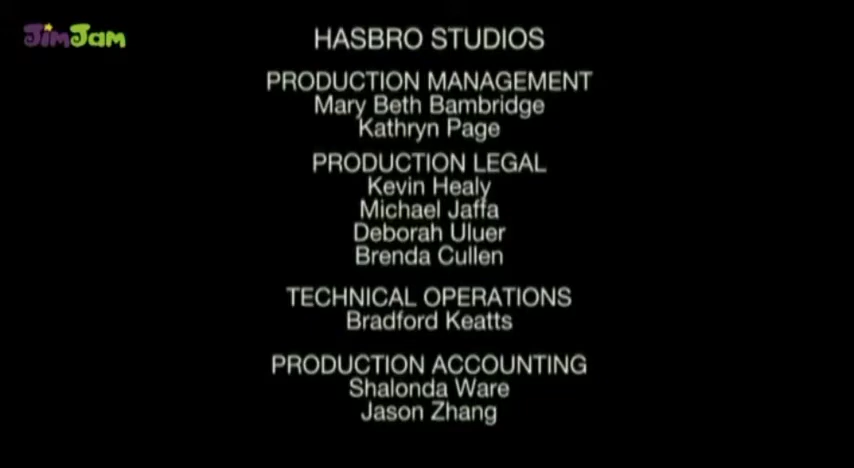 JimJam
HASBRO STUDIOS
PRODUCTION MANAGEMENT
Mary Beth Bambridge
Kathryn Page
PRODUCTION LEGAL
Kevin Healy
Michael Jaffa
Deborah Uluer
Brenda Cullen
TECHNICAL OPERATIONS
Bradford Keatts
PRODUCTION ACCOUNTING
Shalonda Ware
Jason Zhang